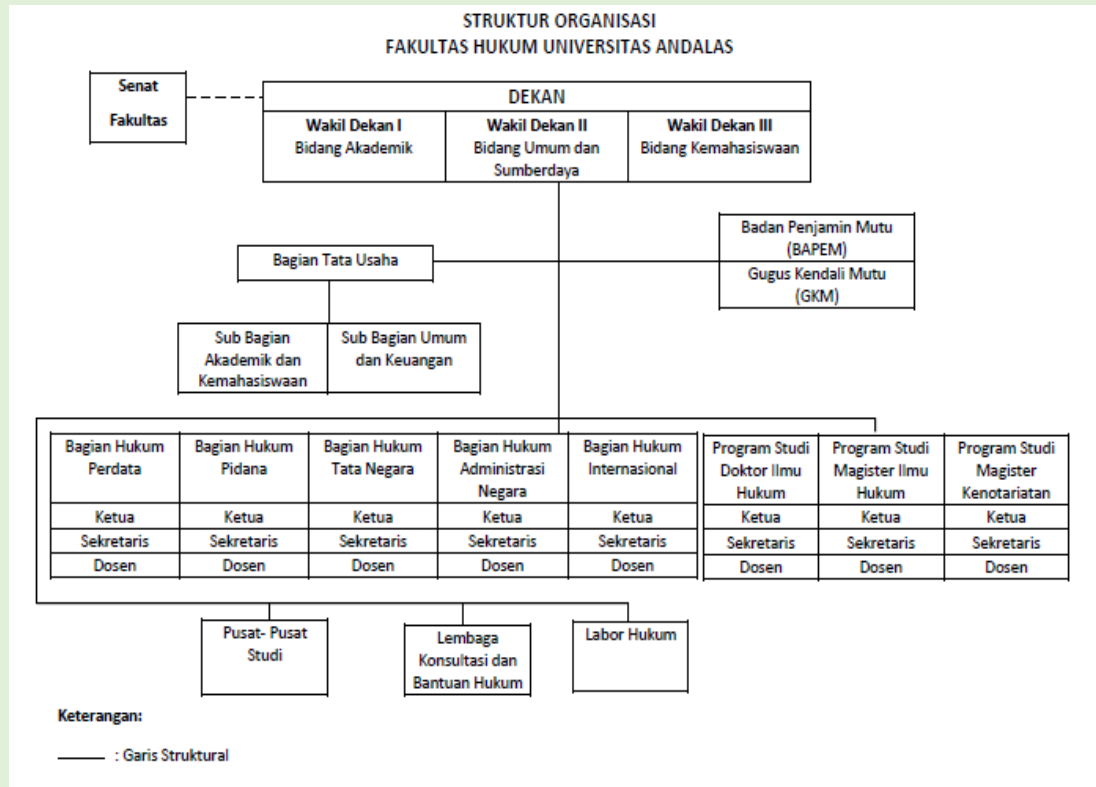 STRUKTUR ORGANISASI
FAKULTAS HUKUM UNIVERSITAS ANDALAS
Senat
Fakultas
DEKAN
Wakil Dekan I
Bidang Akademik
Wakil Dekan II
Bidang Umum dan
Sumberdaya
Wakil Dekan III
Bidang Kemahasiswaan
Badan Penjamin Mutu
(BAPEM)
Gugus Kendali Mutu
(GKM)
Bagian Tata Usaha
Sub Bagian
Akademik dan
Kemahasiswaan
Sub Bagian Umum
dan Keuangan
Bagian Hukum
Perdata
Ketua
Sekretaris
Dosen
Bagian Hukum
Pidana
Ketua
Sekretaris
Dosen
Bagian Hukum
Tata Negara
Ketua
Sekretaris
Dosen
Bagian Hukum
Administrasi
Negara
Ketua
Sekretaris
Dosen
Bagian Hukum
Internasional
Ketua
Sekretaris
Dosen
Program Studi
Doktor Ilmu
Hukum
Ketua
Sekretaris
Dosen
Program Studi
Magister Ilmu
Hukum
Ketua
Sekretaris
Dosen
Program Studi
Magister
Kenotariatan
Ketua
Sekretaris
Dosen
Pusat- Pusat
Studi
Lembaga
Konsultasi dan
Bantuan Hukum
Labor Hukum
Keterangan:
: Garis Struktural